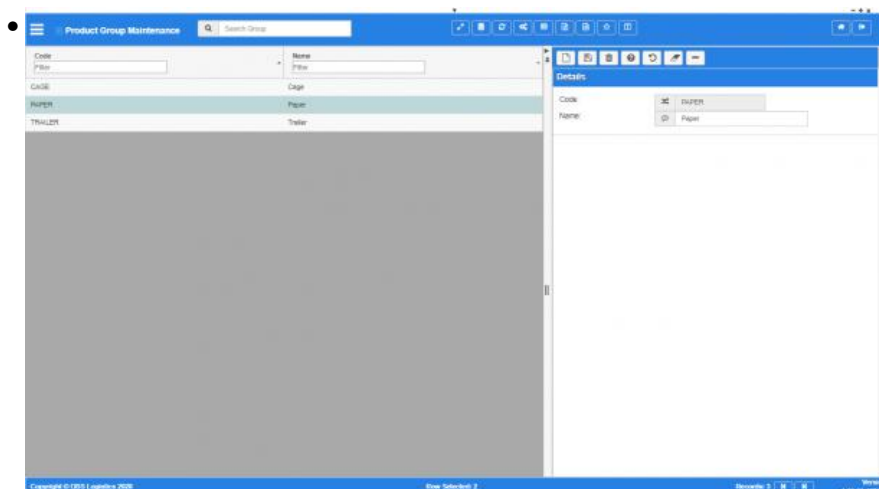 Product Group Maintenance Search Group
Code Name
Filter Filter
CAGE Cage
PAPER Paper
TRAILER Trailer
Details
Code: PAPER
Name: Paper
Copyright © OBS Logistics 2020 Row Selected: 2 Records: 3